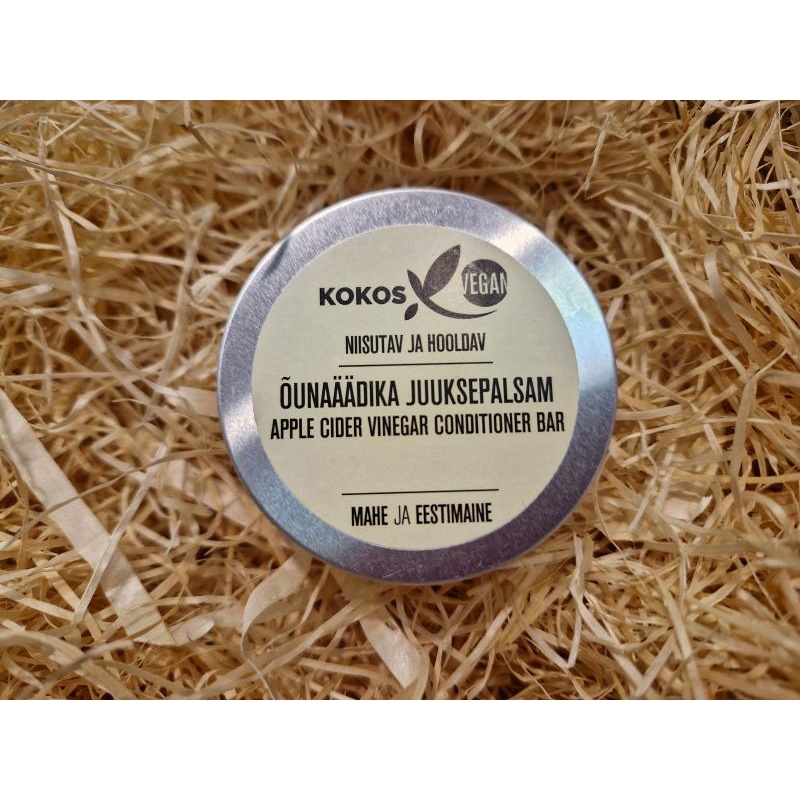 KOKOS VEGAN
NIISUTAV JA HOOLDAV
ÕUNAÄÄDIKA JUUKSEPALSAM
APPLE CIDER VINEGAR CONDITIONER BAR
MAHE JA EESTIMAINE